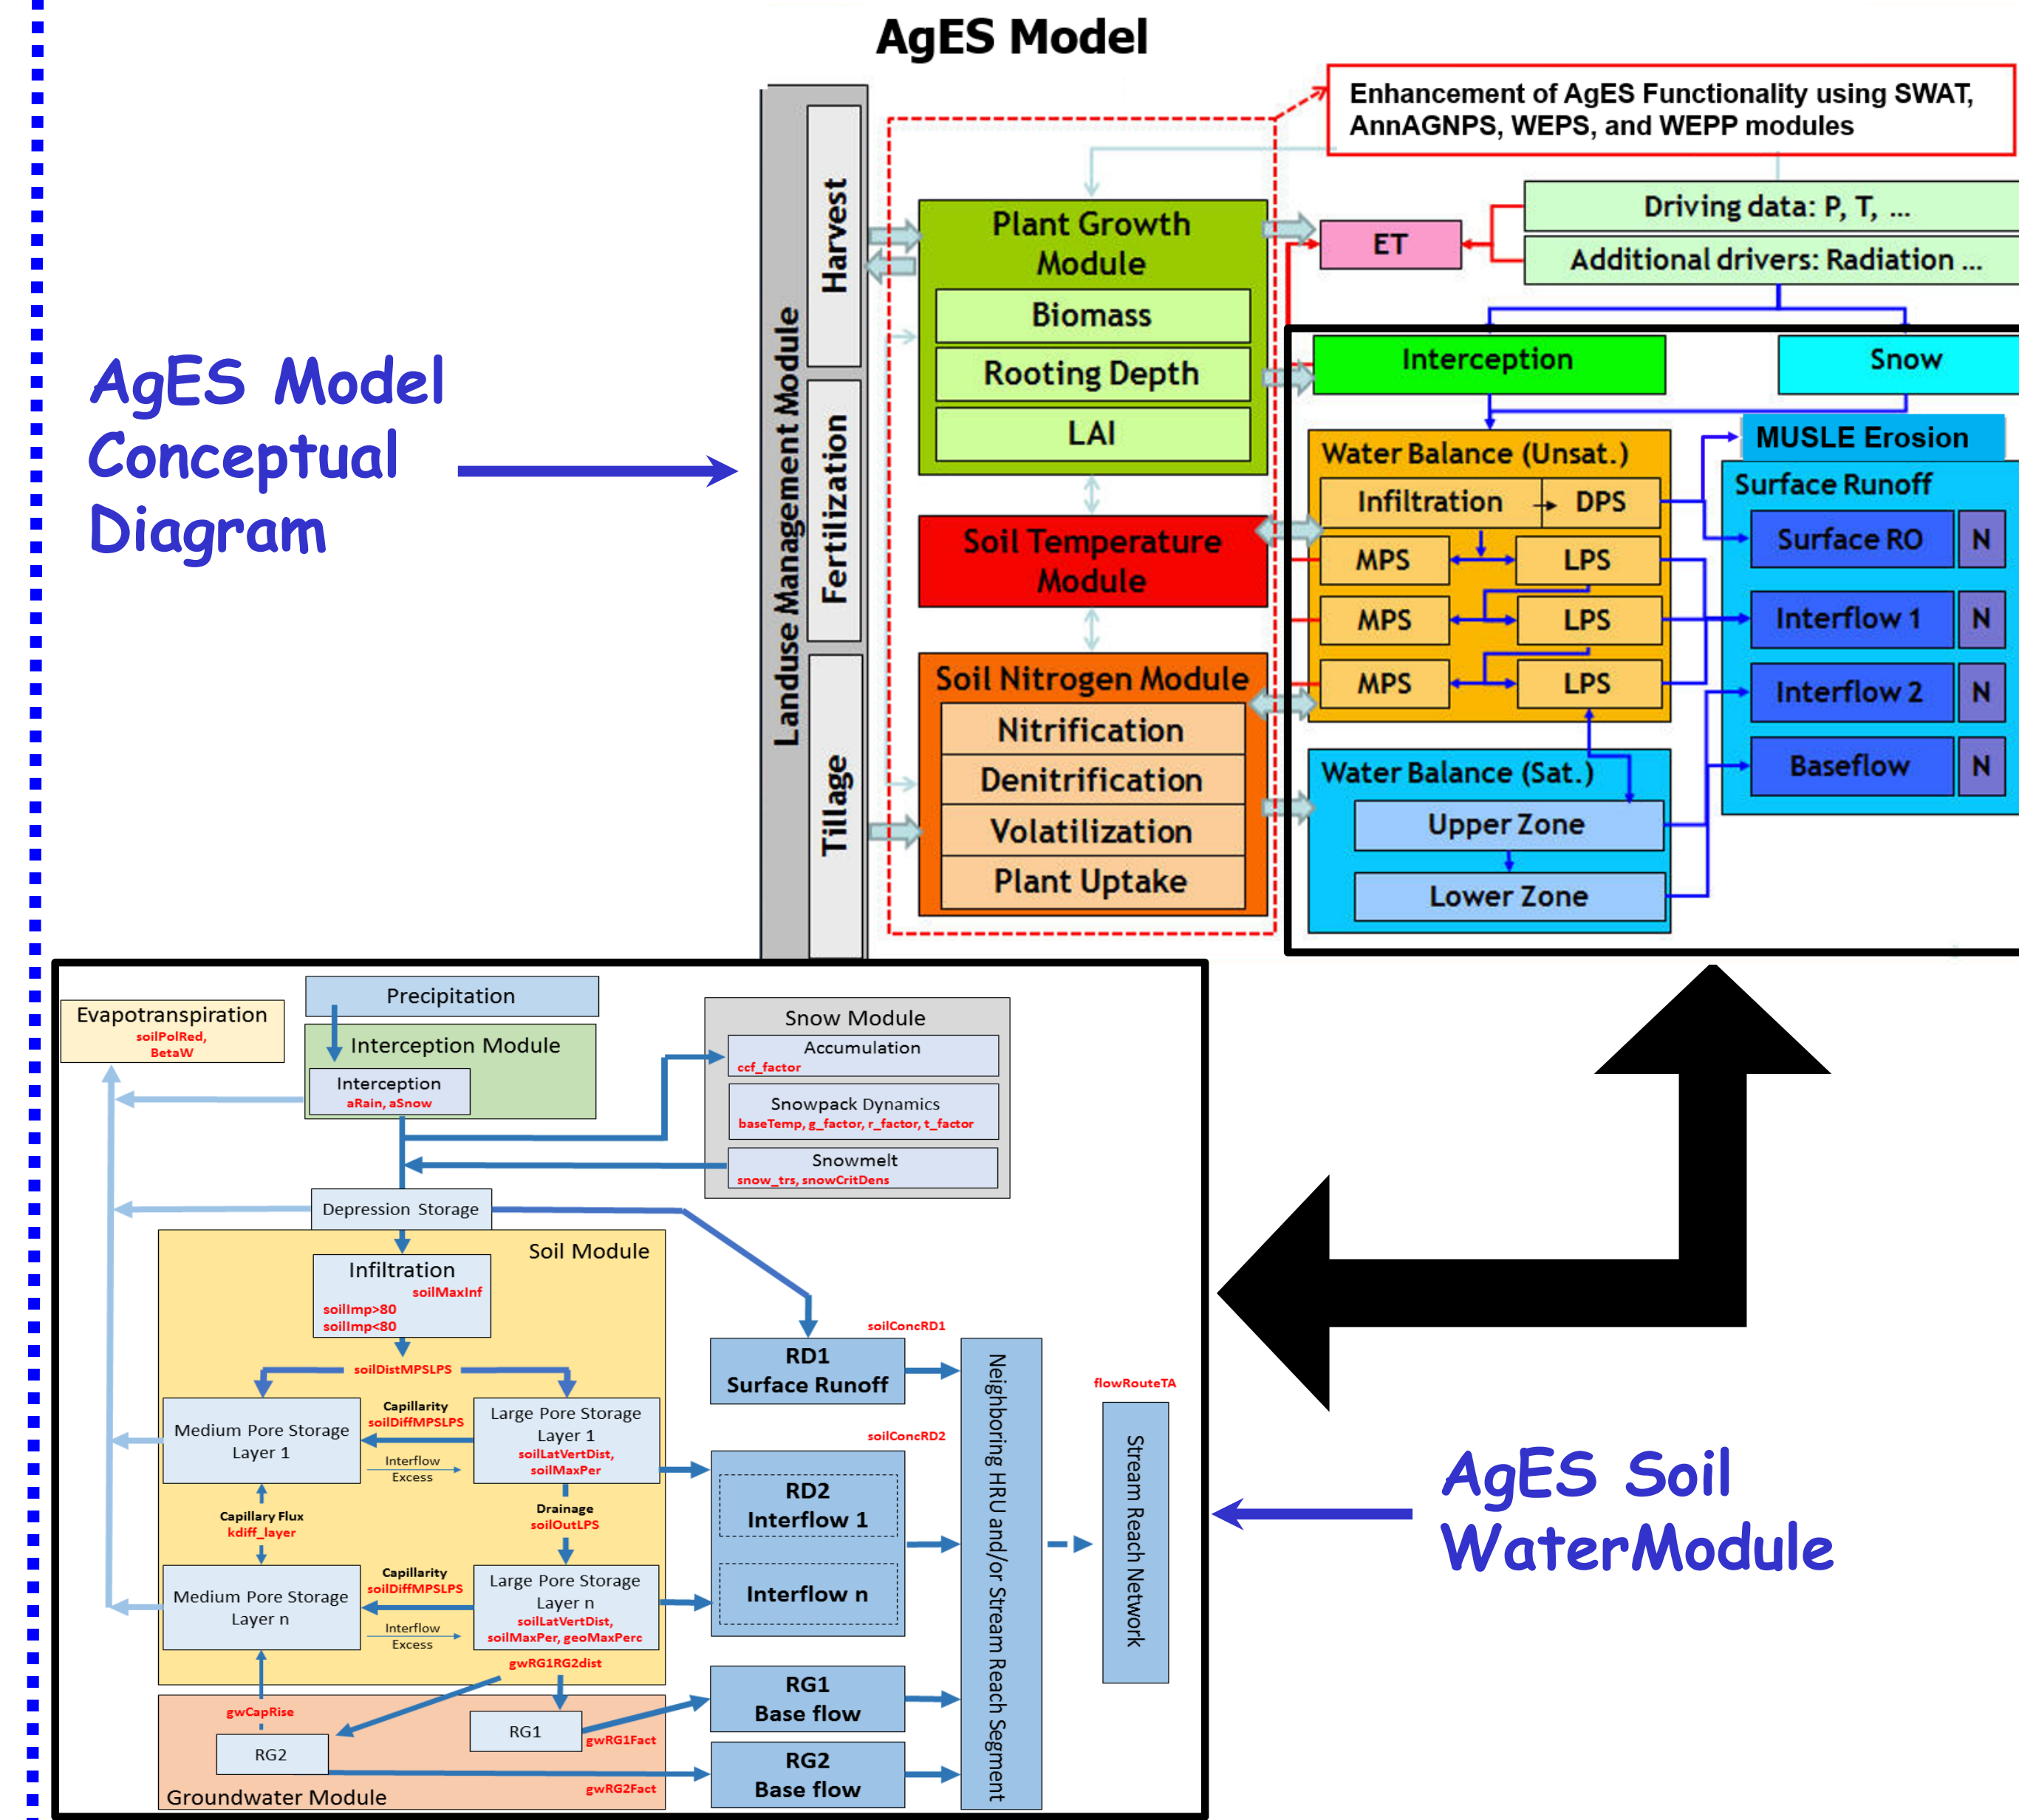 AgES Model
Enhancement of AgES Functionality using SWAT,
AnnAGNPS, WEPS, and WEPP modules
Landuse Management Module
Harvest
Fertilization
Tillage
Plant Growth
Module
Biomass
Rooting Depth
LAI
Soil Temperature
Module
Soil Nitrogen Module
Nitrification
Denitrification
Volatilization
Plant Uptake
ET
Driving data: P, T, ...
Additional drivers: Radiation ...
Interception
Snow
Water Balance (Unsat.)
Infiltration
DPS
MPS
LPS
MPS
LPS
MPS
LPS
Water Balance (Sat.)
Upper Zone
Lower Zone
MUSLE Erosion
Surface Runoff
Surface RO
N
Interflow 1
N
Interflow 2
N
Baseflow
N
AgES Model
Conceptual
Diagram
Precipitation
Evapotranspiration
soilPolRed,
BetaW
Interception Module
Interception
aRain, aSnow
Snow Module
Accumulation
ccf_factor
Snowpack Dynamics
baseTemp, g_factor, r_factor, t_factor
Snowmelt
snow_trs, snowCritDens
Depression Storage
Soil Module
Infiltration
soilMaxInf
soilImp>80
soilImp<80
soilDistMPSLPS
Medium Pore Storage
Layer 1
Capillarity
soilDiffMPSLPS
Interflow
Excess
Large Pore Storage
Layer 1
soilLatVertDist,
soilMaxPer
Capillary Flux
kdiff_layer
Drainage
soilOutLPS
Medium Pore Storage
Layer n
Capillarity
soilDiffMPSLPS
Interflow
Excess
Large Pore Storage
Layer n
soilLatVertDist,
soilMaxPer, geoMaxPerc
gwRG1RG2dist
gwCapRise
RG2
RG1
gwRG1Fact
gwRG2Fact
Groundwater Module
soilConcRD1
RD1
Surface Runoff
soilConcRD2
RD2
Interflow 1
Interflow n
RG1
Base flow
RG2
Base flow
Neighboring HRU and/or Stream Reach Segment
flowRouteTA
Stream Reach Network
AgES Soil
WaterModule